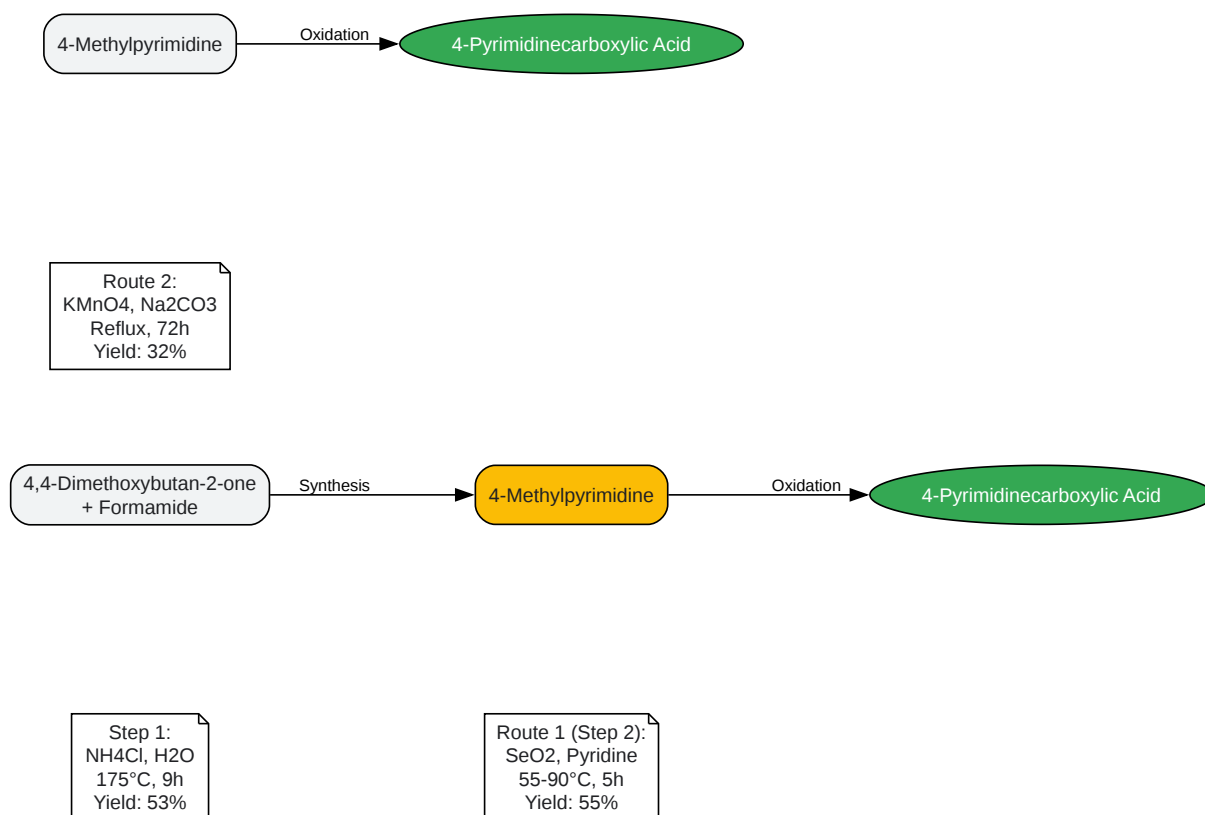 4-Methylpyrimidine
Oxidation
4-Pyrimidinecarboxylic Acid
Route 2:
KMnO4, Na2CO3
Reflux, 72h
Yield: 32%
4,4-Dimethoxybutan-2-one
+ Formamide
Synthesis
4-Methylpyrimidine
Oxidation
4-Pyrimidinecarboxylic Acid
Step 1:
NH4Cl, H2O
175°C, 9h
Yield: 53%
Route 1 (Step 2):
SeO2, Pyridine
55-90°C, 5h
Yield: 55%